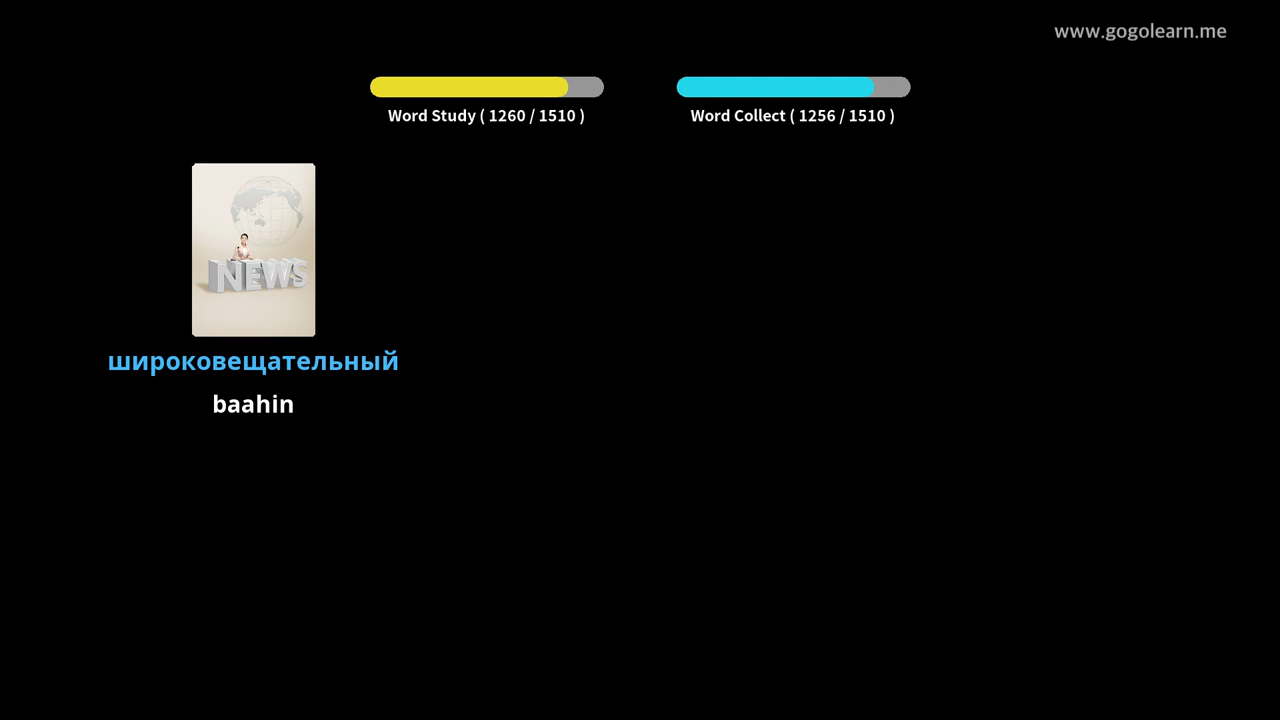 www.gogolearn.me
Word Study ( 1260 / 1510 )
Word Collect ( 1256 / 1510 )
NEWS
широковещательный
baahin